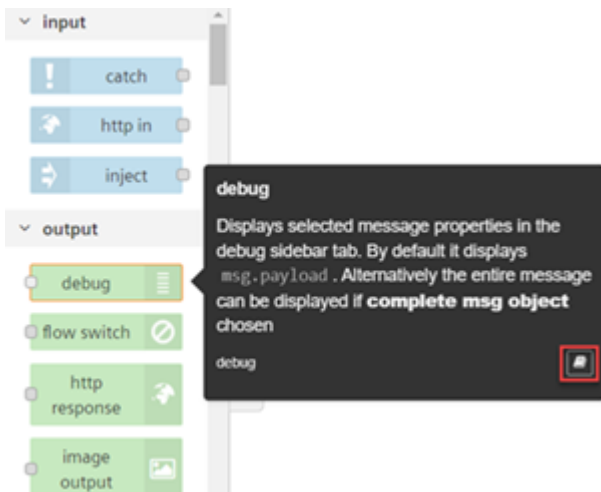 input
catch
http in
inject
output
debug
flow switch
http
response
image
output
debug
Displays selected message properties in the
debug sidebar tab. By default it displays
msg.payload . Alternatively the entire message
can be displayed if complete msg object
chosen
debug